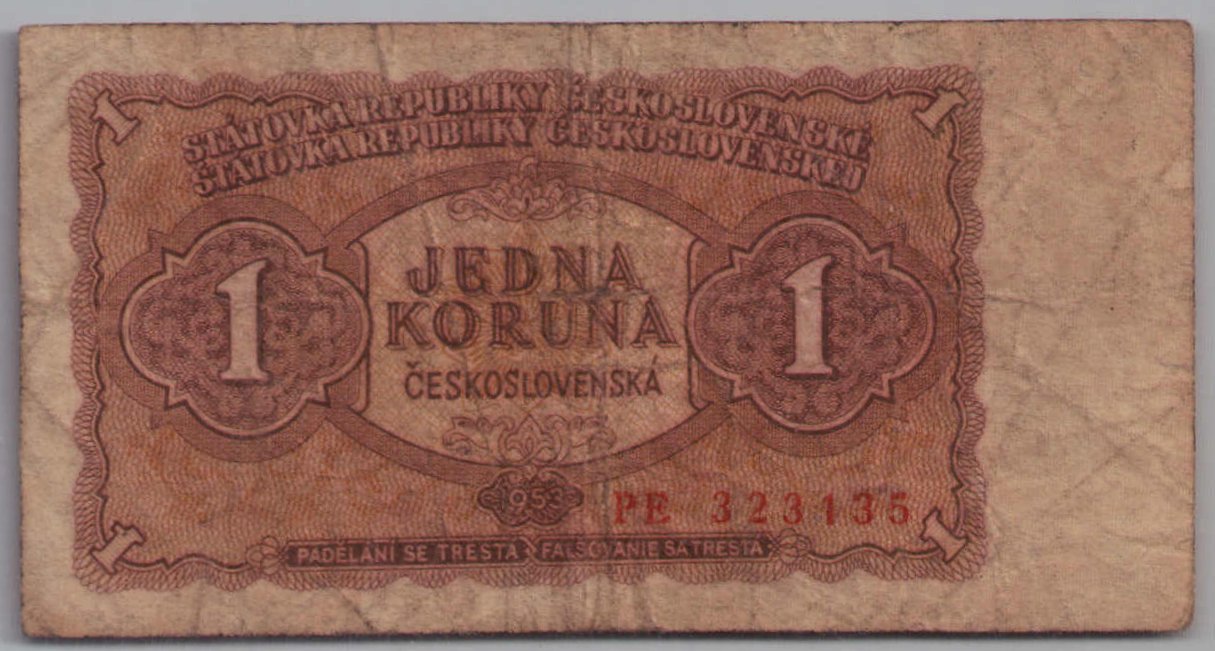 1 1
STÁTOVKA REPUBLIKY ČESKOSLOVENSKÉ
ŠTÁTOVKA REPUBLIKY ČESKOSLOVENSKEJ
1 JEDNA 1
KORUNA
ČESKOSLOVENSKÁ
1953 PE 323135
1 PADĚLÁNÍ SE TRESTÁ FALŠOVANIE SA TRESTÁ 1